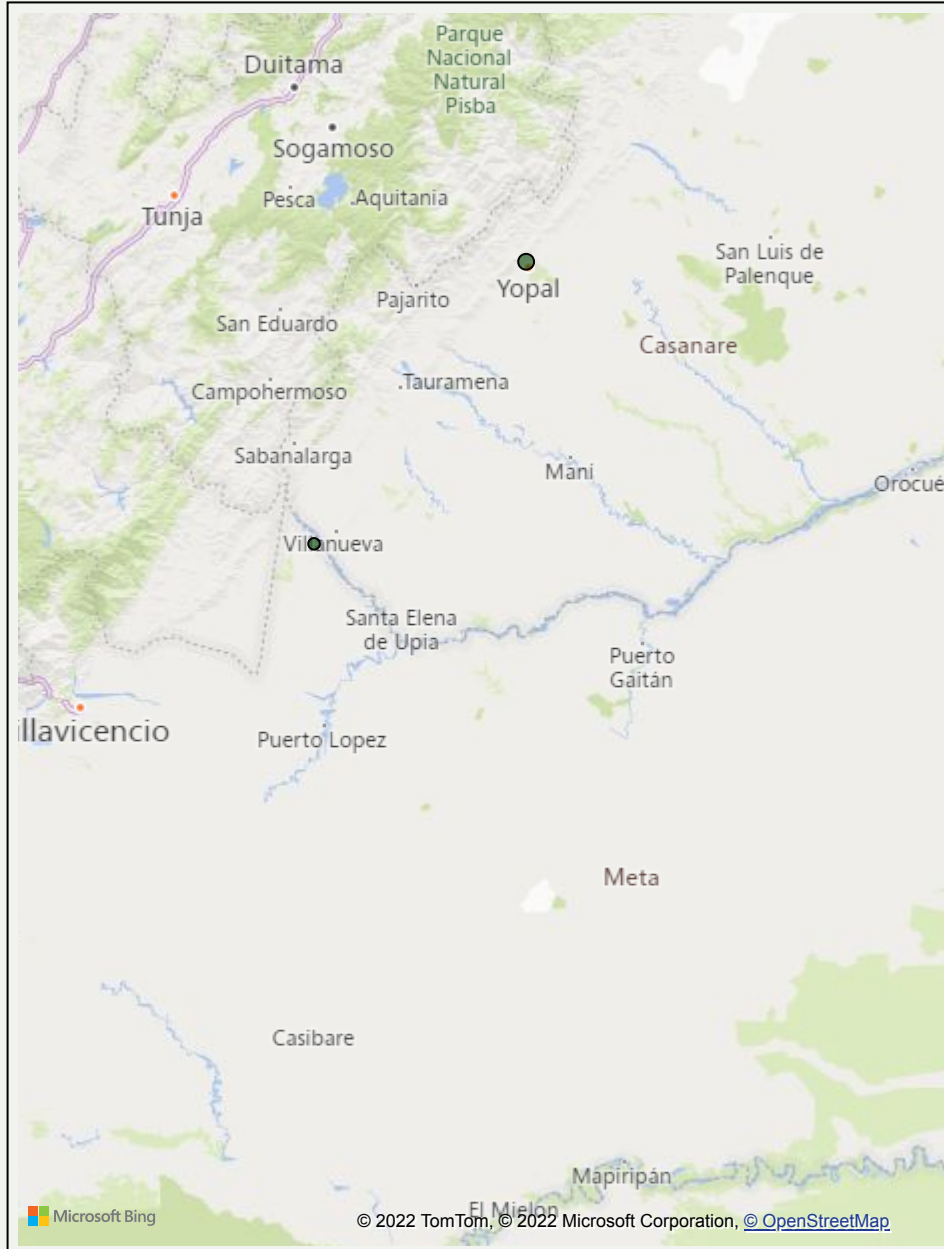 Parque
Nacional
Natural
Pisba
Duitama
Sogamoso
Pesca
Aquitania
Tunja
San Luis de
Palenque
Yopal
Pajarito
San Eduardo
Casanare
Tauramena
Campohermoso
Sabanalarga
Maní
Orocué
Villanueva
Santa Elena
de Upia
Puerto
Gaitán
illavicencio
Puerto Lopez
Meta
Casibare
Mapiripán
El Mielon
Microsoft Bing
© 2022 TomTom, © 2022 Microsoft Corporation, © OpenStreetMap